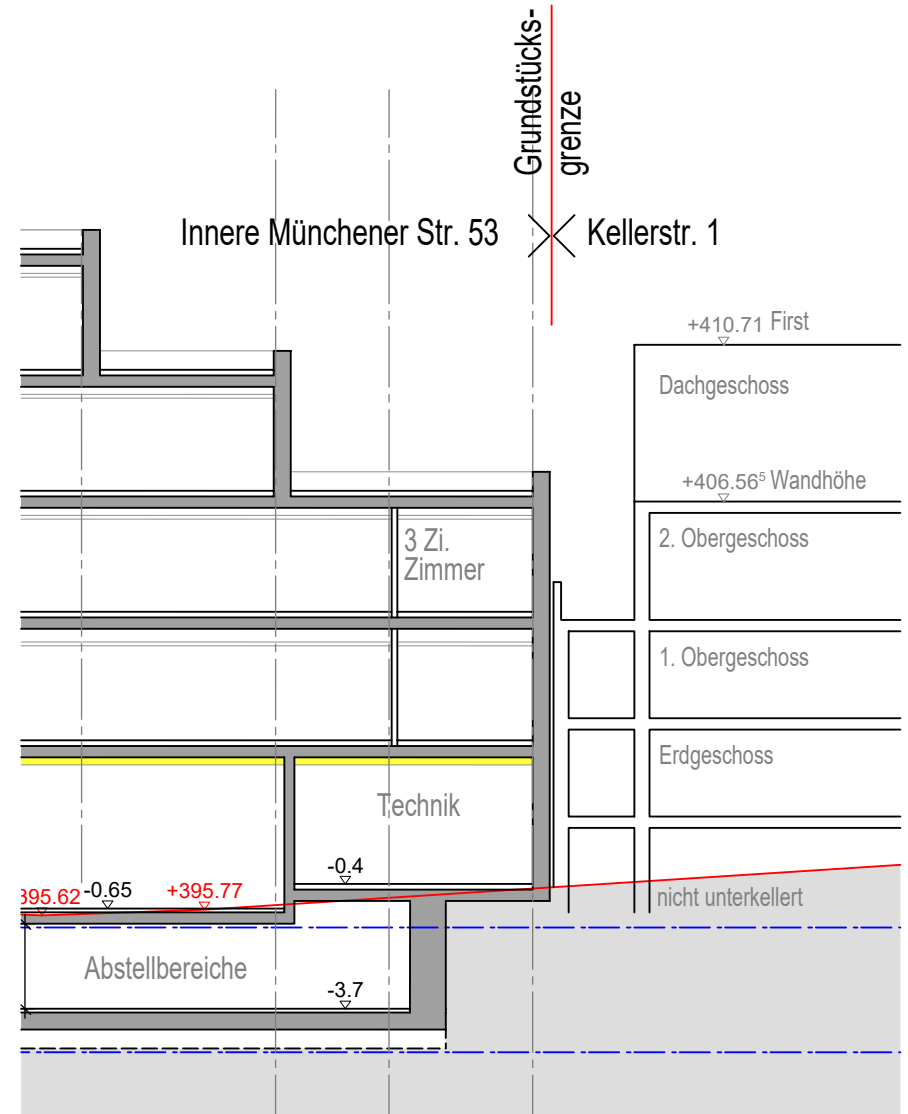 Grundstücks-
grenze
Innere Münchener Str. 53
Kellerstr. 1
+410.71 First
Dachgeschoss
+406.56⁵ Wandhöhe
2. Obergeschoss
3 Zi.
Zimmer
1. Obergeschoss
Erdgeschoss
Technik
-0.4
395.62
-0.65
+395.77
nicht unterkellert
Abstellbereiche
-3.7